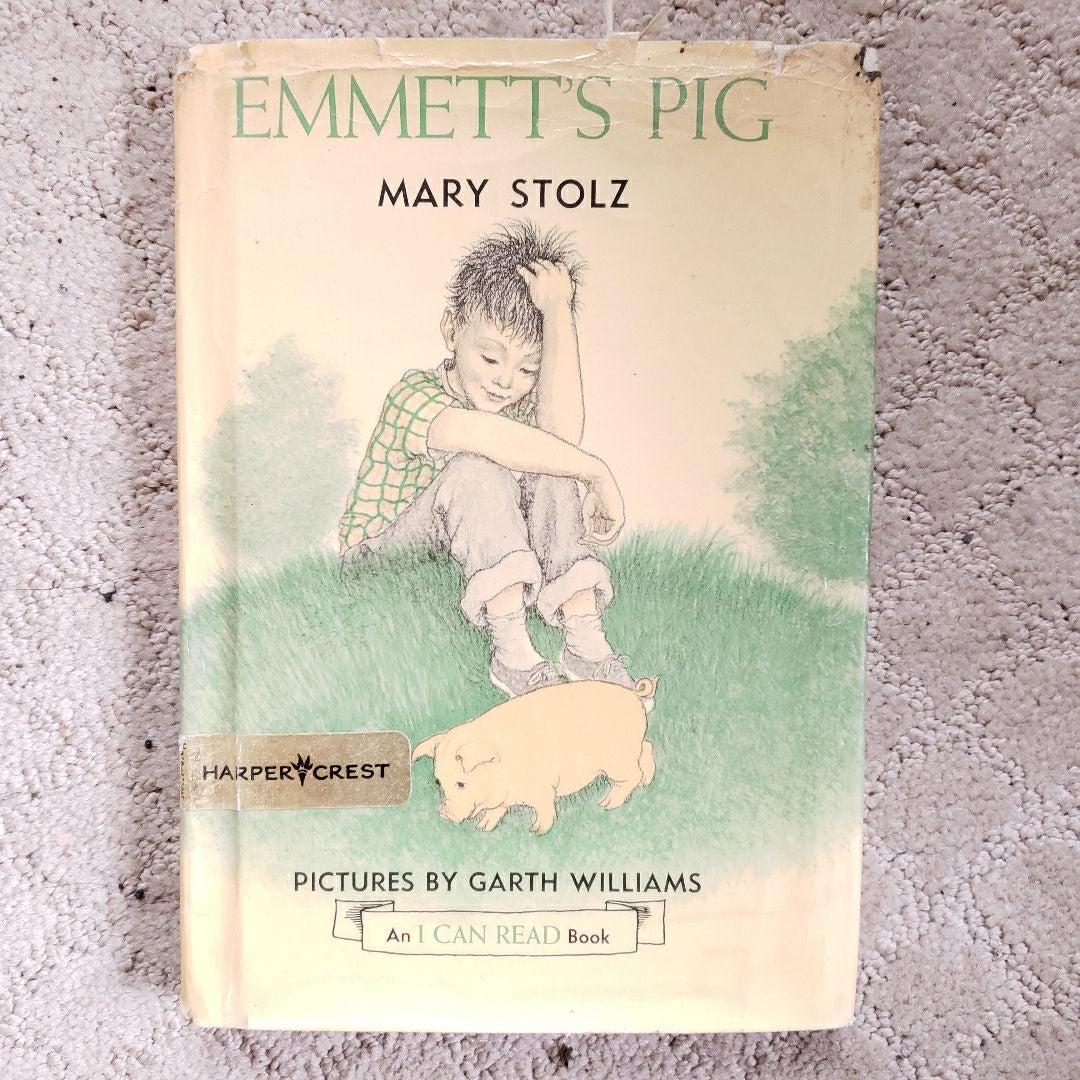 EMMETT'S PIG
MARY STOLZ
HARPER CREST
PICTURES BY GARTH WILLIAMS
An I CAN READ Book